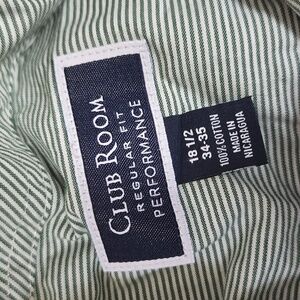 CLUB ROOM
REGULAR FIT
PERFORMANCE
18 1/2
34-35
100% COTTON
MADE IN
NICARAGUA